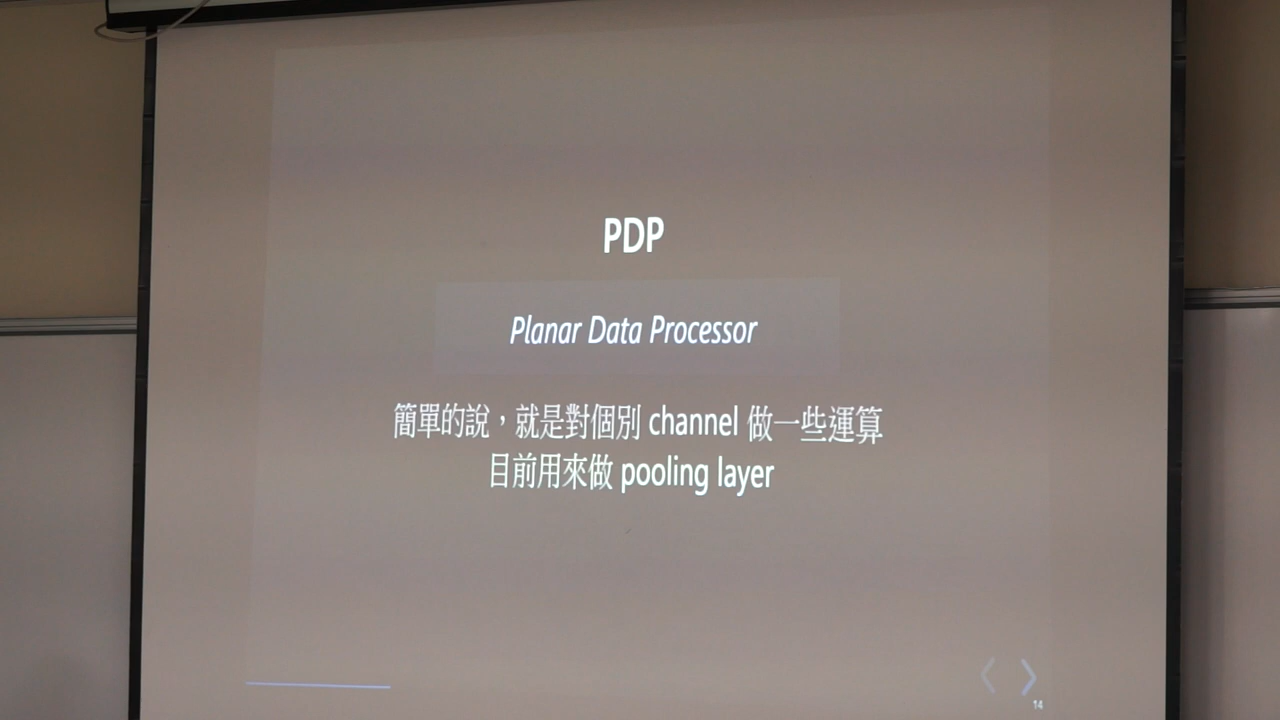 PDP
Planar Data Processor
簡單的說，就是對個別 channel 做一些運算
目前用來做 pooling layer
14